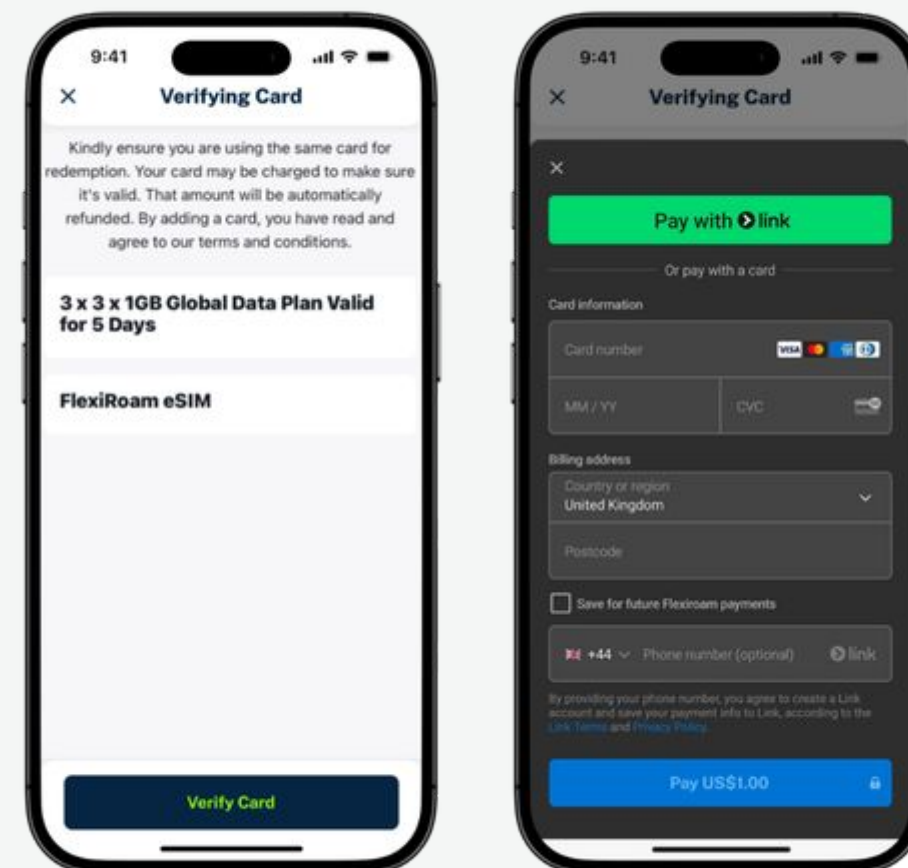 9:41
Verifying Card
Kindly ensure you are using the same card for
redemption. Your card may be charged to make sure
it's valid. That amount will be automatically
refunded. By adding a card, you have read and
agree to our terms and conditions.
3 x 3 x 1GB Global Data Plan Valid
for 5 Days
FlexiRoam eSIM
Verify Card
9:41
Verifying Card
Pay with link
Or pay with a card
Card information
Card number VISA
MM / YY CVC
Billing address
Country or region
United Kingdom
Postcode
Save for future Flexiroam payments
+44 Phone number (optional) link
By providing your phone number, you agree to create a Link
account and save your payment info to Link, according to the
Link Terms and Privacy Policy.
Pay US$1.00